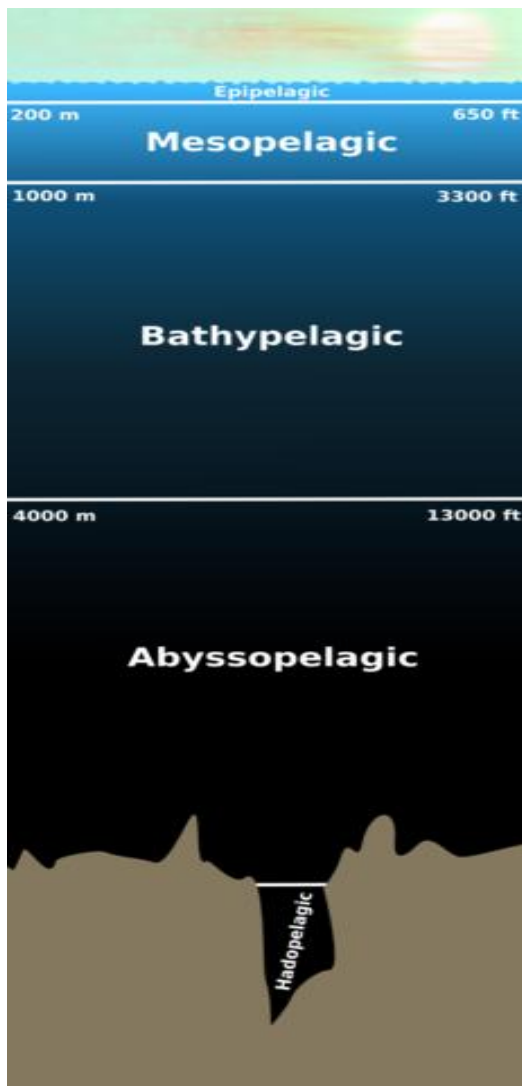 Epipelagic
200 m 650 ft
Mesopelagic
1000 m 3300 ft
Bathypelagic
4000 m 13000 ft
Abyssopelagic
Hadopelagic